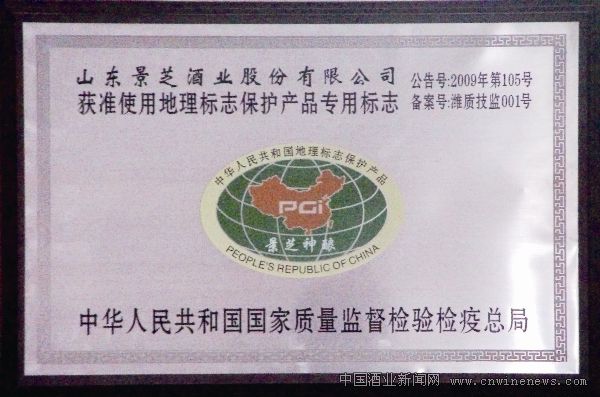 山东景芝酒业股份有限公司
获准使用地理标志保护产品专用标志
公告号:2009年第105号
备案号:潍质技监001号
中华人民共和国地理标志保护产品
PGi
景芝神酿
PEOPLE'S REPUBLIC OF CHINA
中华人民共和国国家质量监督检验检疫总局
中国酒业新闻网 www.cnwinenews.com